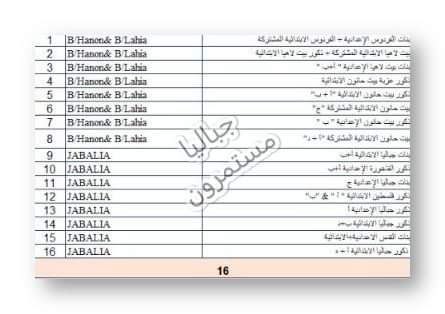 1 B/Hanon& B/Lahia بنات الفردوس الإعدادية + الفردوس الابتدائية المشتركة
2 B/Hanon& B/Lahia بيت لاهيا الابتدائية المشتركة + ذكور بيت لاهيا الابتدائية
3 B/Hanon& B/Lahia بنات بيت لاهيا الإعدادية " أ+ب "
4 B/Hanon& B/Lahia ذكور عزبة بيت حانون الابتدائية
5 B/Hanon& B/Lahia ذكور بيت حانون الابتدائية "أ + ب"
6 B/Hanon& B/Lahia بيت حانون الابتدائية المشتركة "ج"
7 B/Hanon& B/Lahia ذكور بيت حانون الإعدادية " ب "
8 B/Hanon& B/Lahia بيت حانون الابتدائية المشتركة "أ + د"
9 JABALIA بنات جباليا الابتدائية أ+ب
10 JABALIA ذكور الفاخورة الإعدادية أ+ب
11 JABALIA بنات جباليا الإعدادية ج
12 JABALIA ذكور فلسطين الابتدائية " أ " & "ب"
13 JABALIA ذكور جباليا الإعدادية أ
14 JABALIA ذكور جباليا الابتدائية ب+د
15 JABALIA بنات القدس الاعدادية+الابتدائية
16 JABALIA ذكور جباليا الابتدائية أ + ه
16
جباليا
مستمرون